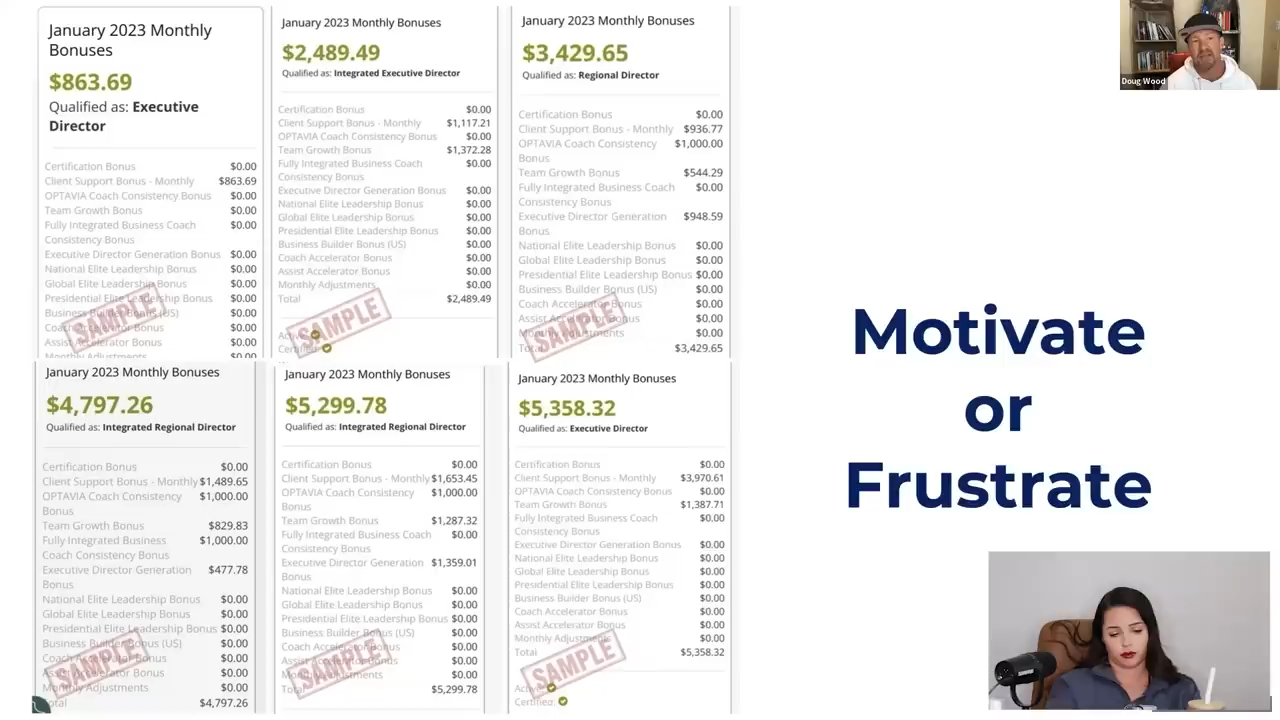 January 2023 Monthly
Bonuses
$863.69
Qualified as: Executive
Director
Certification Bonus $0.00
Client Support Bonus - Monthly $863.69
OPTAVIA Coach Consistency Bonus $0.00
Team Growth Bonus $0.00
Fully Integrated Business Coach $0.00
Consistency Bonus
Executive Director Generation Bonus $0.00
National Elite Leadership Bonus $0.00
Global Elite Leadership Bonus $0.00
Presidential Elite Leadership Bonus $0.00
Business Builder Bonus (US) $0.00
Coach Accelerator Bonus $0.00
Assist Accelerator Bonus $0.00
Monthly Adjustments $0.00
SAMPLE
January 2023 Monthly Bonuses
$2,489.49
Qualified as: Integrated Executive Director
Certification Bonus $0.00
Client Support Bonus - Monthly $1,117.21
OPTAVIA Coach Consistency Bonus $0.00
Team Growth Bonus $1,372.28
Fully Integrated Business Coach $0.00
Consistency Bonus
Executive Director Generation Bonus $0.00
National Elite Leadership Bonus $0.00
Global Elite Leadership Bonus $0.00
Presidential Elite Leadership Bonus $0.00
Business Builder Bonus (US) $0.00
Coach Accelerator Bonus $0.00
Assist Accelerator Bonus $0.00
Monthly Adjustments $0.00
Total $2,489.49
SAMPLE
January 2023 Monthly Bonuses
$3,429.65
Qualified as: Regional Director
Certification Bonus $0.00
Client Support Bonus - Monthly $936.77
OPTAVIA Coach Consistency $1,000.00
Bonus
Team Growth Bonus $544.29
Fully Integrated Business Coach $0.00
Consistency Bonus
Executive Director Generation $948.59
Bonus
National Elite Leadership Bonus $0.00
Global Elite Leadership Bonus $0.00
Presidential Elite Leadership Bonus $0.00
Business Builder Bonus (US) $0.00
Coach Accelerator Bonus $0.00
Assist Accelerator Bonus $0.00
Monthly Adjustments $0.00
Total $3,429.65
SAMPLE
January 2023 Monthly Bonuses
$4,797.26
Qualified as: Integrated Regional Director
Certification Bonus $0.00
Client Support Bonus - Monthly $1,489.65
OPTAVIA Coach Consistency $1,000.00
Bonus
Team Growth Bonus $829.83
Fully Integrated Business $1,000.00
Coach Consistency Bonus
Executive Director Generation $477.78
Bonus
National Elite Leadership Bonus $0.00
Global Elite Leadership Bonus $0.00
Presidential Elite Leadership Bonus $0.00
Business Builder Bonus (US) $0.00
Coach Accelerator Bonus $0.00
Assist Accelerator Bonus $0.00
Monthly Adjustments $0.00
Total $4,797.26
SAMPLE
January 2023 Monthly Bonuses
$5,299.78
Qualified as: Integrated Regional Director
Certification Bonus $0.00
Client Support Bonus - Monthly $1,653.45
OPTAVIA Coach Consistency $1,000.00
Bonus
Team Growth Bonus $1,287.32
Fully Integrated Business Coach $0.00
Consistency Bonus
Executive Director Generation $1,359.01
Bonus
National Elite Leadership Bonus $0.00
Global Elite Leadership Bonus $0.00
Presidential Elite Leadership Bonus $0.00
Business Builder Bonus (US) $0.00
Coach Accelerator Bonus $0.00
Assist Accelerator Bonus $0.00
Monthly Adjustments $0.00
Total $5,299.78
SAMPLE
January 2023 Monthly Bonuses
$5,358.32
Qualified as: Executive Director
Certification Bonus $0.00
Client Support Bonus - Monthly $3,970.61
OPTAVIA Coach Consistency Bonus $0.00
Team Growth Bonus $1,387.71
Fully Integrated Business Coach $0.00
Consistency Bonus
Executive Director Generation Bonus $0.00
National Elite Leadership Bonus $0.00
Global Elite Leadership Bonus $0.00
Presidential Elite Leadership Bonus $0.00
Business Builder Bonus (US) $0.00
Coach Accelerator Bonus $0.00
Assist Accelerator Bonus $0.00
Monthly Adjustments $0.00
Total $5,358.32
SAMPLE
Active:
Certified:
Motivate
or
Frustrate
Doug Wood